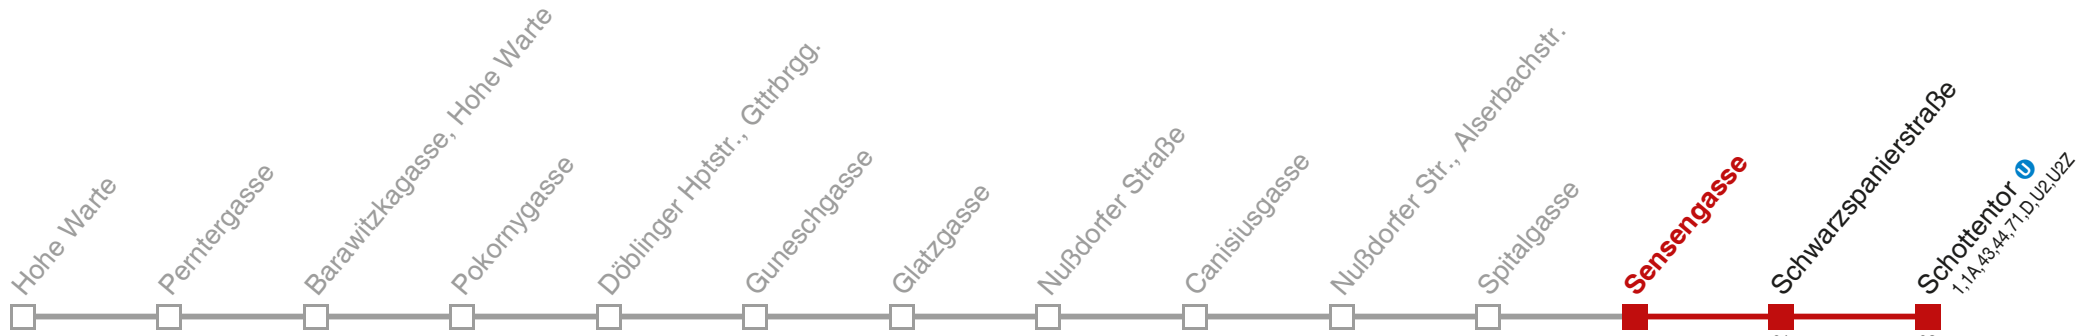 Hohe Warte
Perntergasse
Barawitzkagasse, Hohe Warte
Pokornygasse
Döblinger Hptstr., Gttrbrgg.
Guneschgasse
Glatzgasse
Nußdorfer Straße
Canisiusgasse
Nußdorfer Str., Alserbachstr.
Spitalgasse
Sensengasse
Schwarzspanierstraße
Schottentor U
1,1A,43,44,71,D,U2,U2Z